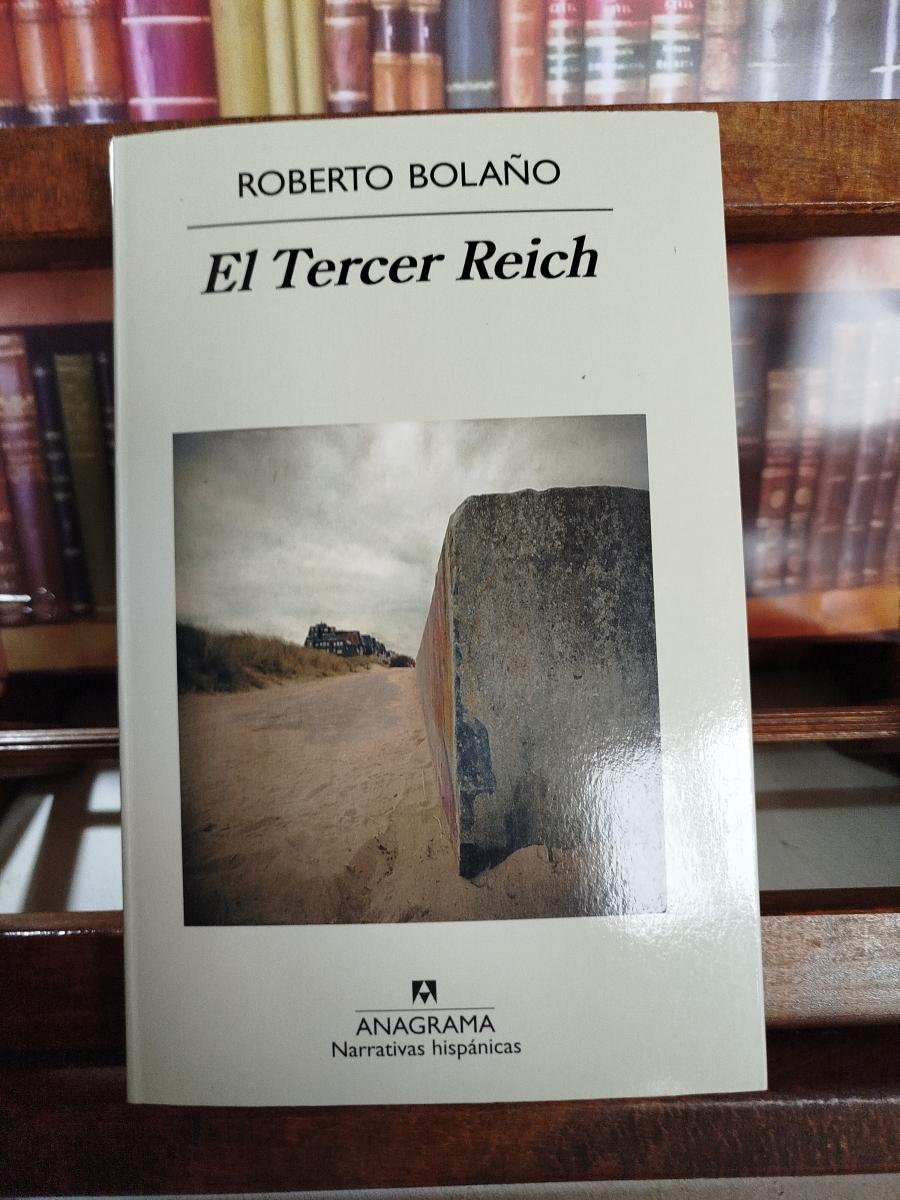 ROBERTO BOLAÑO
El Tercer Reich
ANAGRAMA
Narrativas hispánicas